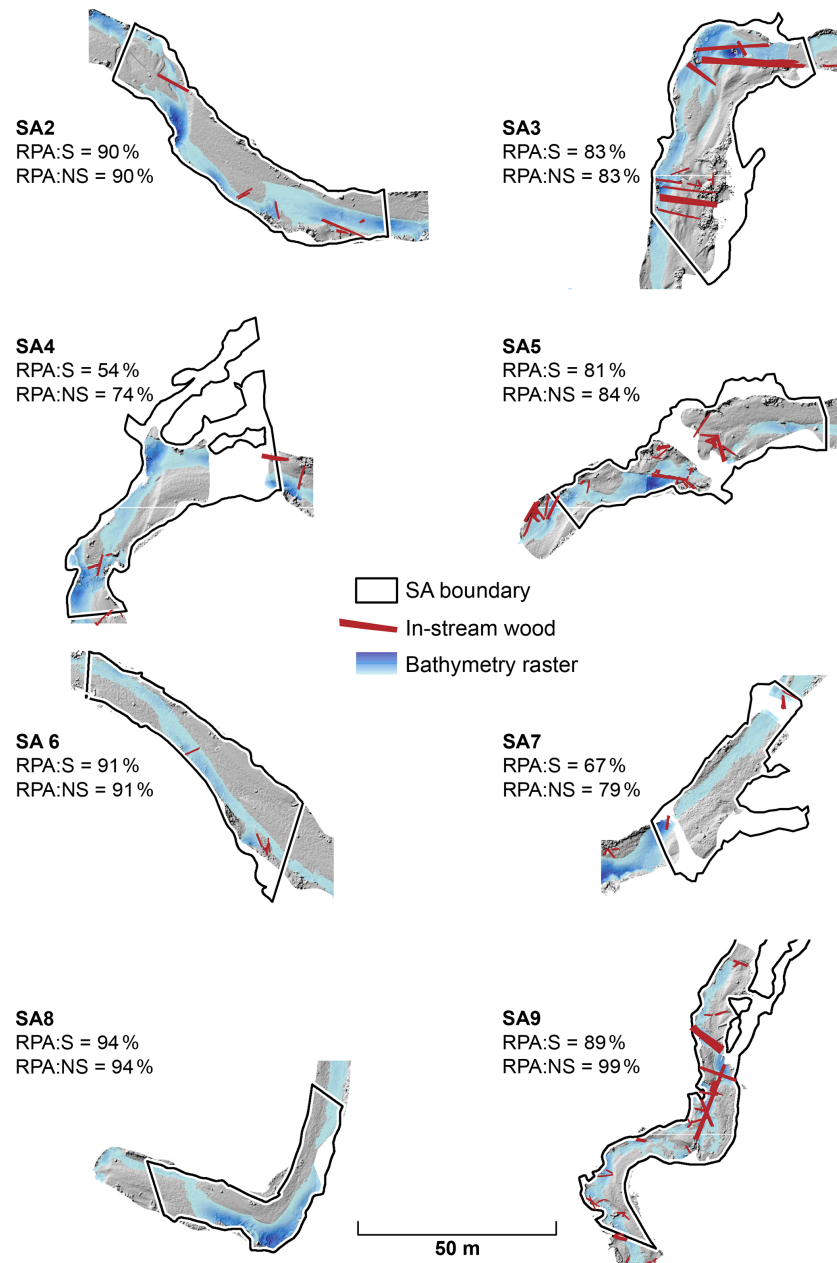 SA2
RPA:S = 90 %
RPA:NS = 90 %
SA3
RPA:S = 83 %
RPA:NS = 83 %
SA4
RPA:S = 54 %
RPA:NS = 74 %
SA5
RPA:S = 81 %
RPA:NS = 84 %
SA boundary
In-stream wood
Bathymetry raster
SA 6
RPA:S = 91 %
RPA:NS = 91 %
SA7
RPA:S = 67 %
RPA:NS = 79 %
SA8
RPA:S = 94 %
RPA:NS = 94 %
SA9
RPA:S = 89 %
RPA:NS = 99 %
50 m